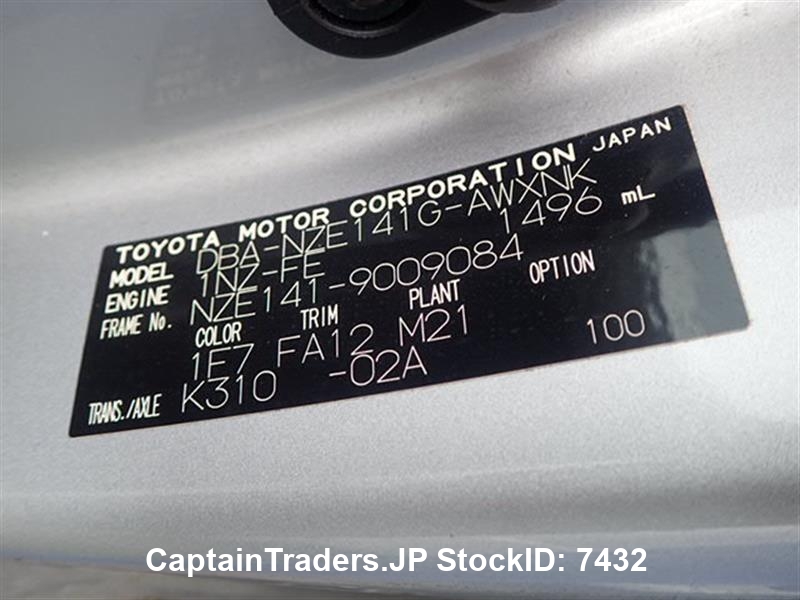 TOYOTA MOTOR CORPORATION JAPAN
MODEL DBA-NZE141G-AWXNK
ENGINE 1NZ-FE 1496 mL
FRAME No. NZE141-9009084
COLOR TRIM PLANT OPTION
1E7 FA12 M21 100
TRANS./AXLE K310 -02A
CaptainTraders.JP StockID: 7432